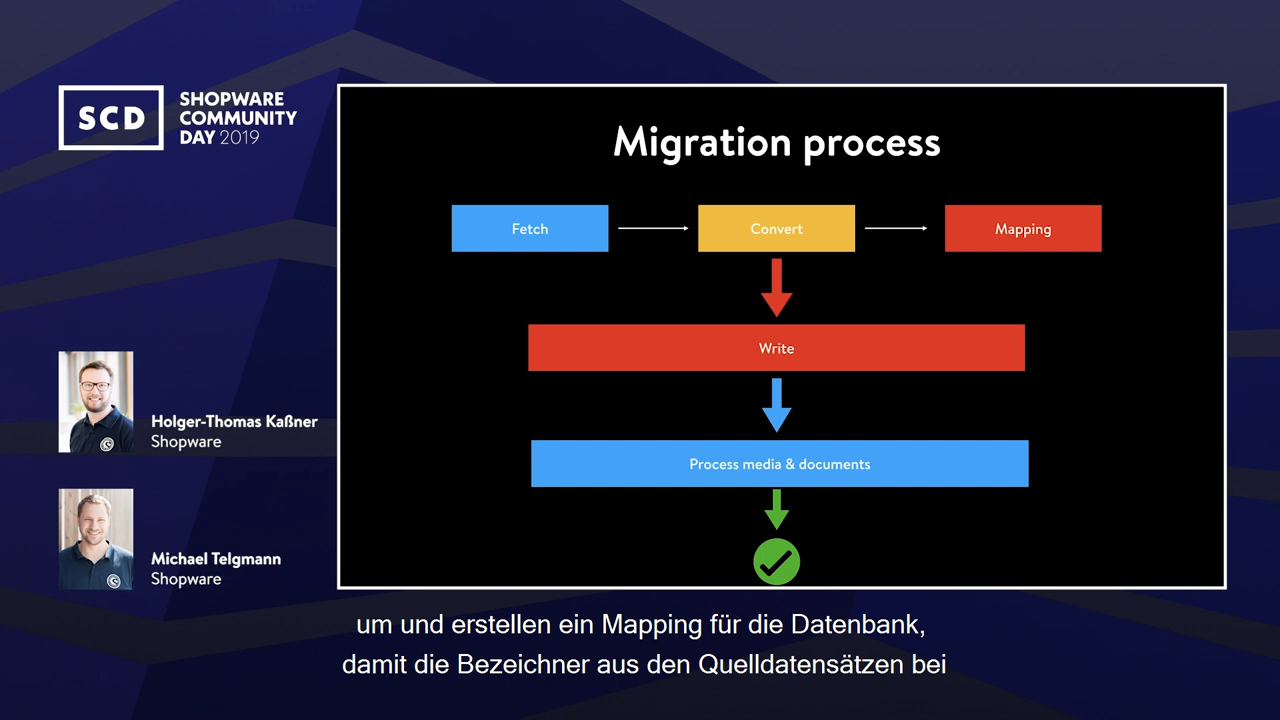 SCD
SHOPWARE
COMMUNITY
DAY 2019
Migration process
Fetch
Convert
Mapping
Write
Process media & documents
Holger-Thomas Kaßner
Shopware
Michael Telgmann
Shopware
um und erstellen ein Mapping für die Datenbank,
damit die Bezeichner aus den Quelldatensätzen bei